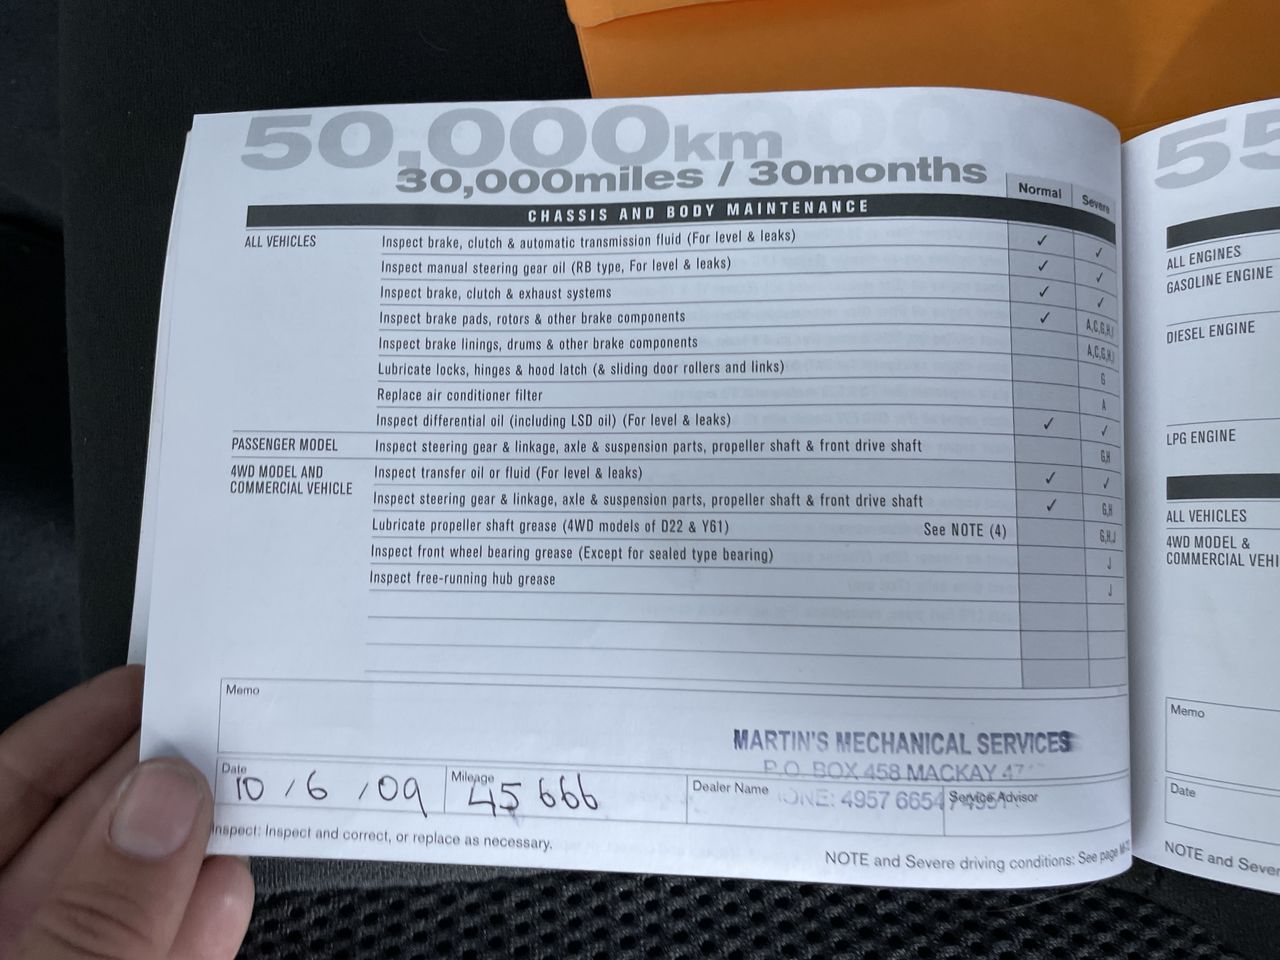 50,000km
30,000miles / 30months
Normal Severe
CHASSIS AND BODY MAINTENANCE
ALL VEHICLES Inspect brake, clutch & automatic transmission fluid (For level & leaks) ✓ ✓
Inspect manual steering gear oil (RB type, For level & leaks) ✓ ✓
Inspect brake, clutch & exhaust systems ✓ ✓
Inspect brake pads, rotors & other brake components ✓ A,C,G,H,I
Inspect brake linings, drums & other brake components A,C,G,H,I
Lubricate locks, hinges & hood latch (& sliding door rollers and links) G
Replace air conditioner filter A
Inspect differential oil (including LSD oil) (For level & leaks) ✓ ✓
PASSENGER MODEL Inspect steering gear & linkage, axle & suspension parts, propeller shaft & front drive shaft G,H
4WD MODEL AND
COMMERCIAL VEHICLE
Inspect transfer oil or fluid (For level & leaks) ✓ ✓
Inspect steering gear & linkage, axle & suspension parts, propeller shaft & front drive shaft ✓ G,H
Lubricate propeller shaft grease (4WD models of D22 & Y61) See NOTE (4) G,H,J
Inspect front wheel bearing grease (Except for sealed type bearing) J
Inspect free-running hub grease J
Memo
MARTIN'S MECHANICAL SERVICES
P.O. BOX 458 MACKAY
4957 6654
Date 10 / 6 / 09 Mileage 45 666 Dealer Name Service Advisor
Inspect: Inspect and correct, or replace as necessary.
NOTE and Severe driving conditions: See page
55
ALL ENGINES
GASOLINE ENGINE
DIESEL ENGINE
LPG ENGINE
ALL VEHICLES
4WD MODEL &
COMMERCIAL
Memo
Date
NOTE and